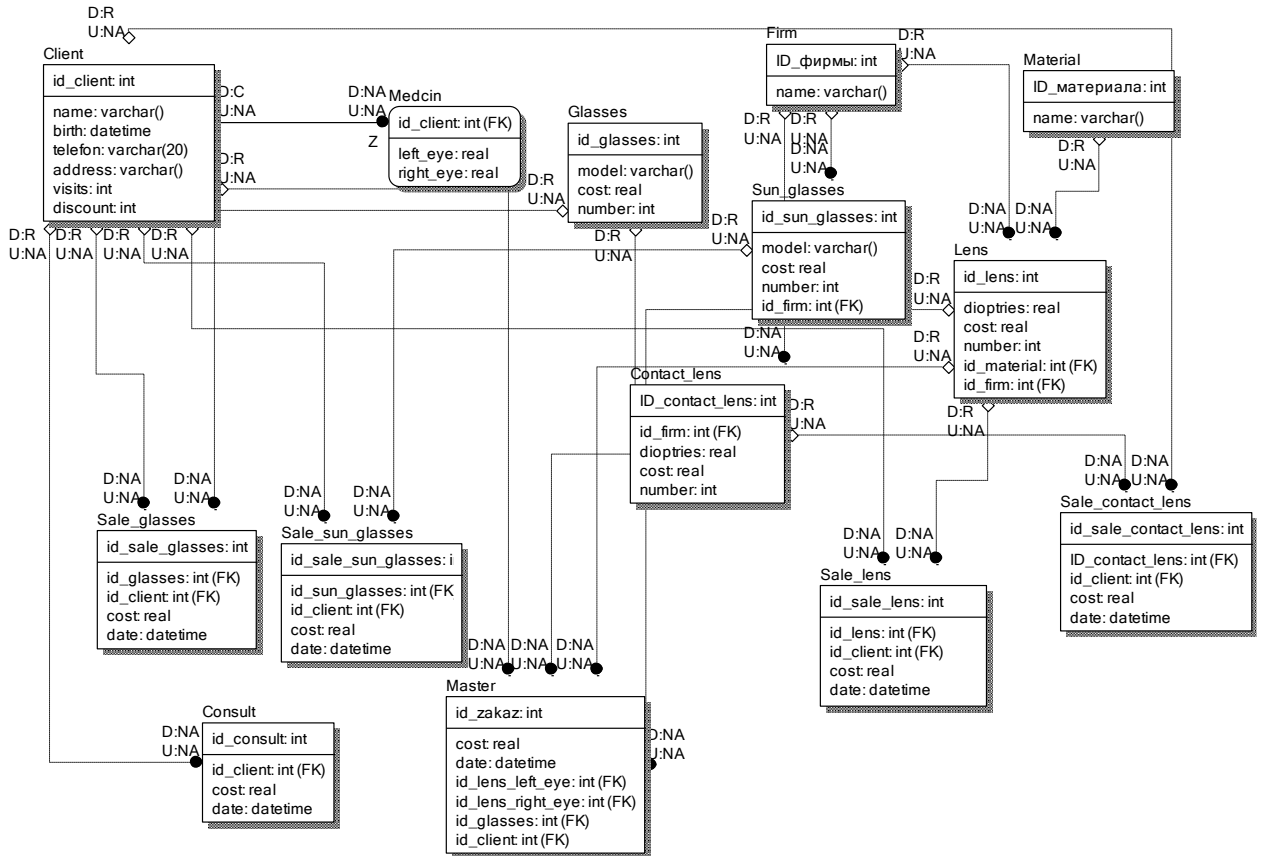 D:R
U:NA
Client
id_client: int
name: varchar()
birth: datetime
telefon: varchar(20)
address: varchar()
visits: int
discount: int
D:C
U:NA
D:NA
U:NA
Z
D:R
U:NA
Medcin
id_client: int (FK)
left_eye: real
right_eye: real
Glasses
id_glasses: int
model: varchar()
cost: real
number: int
D:R
U:NA
D:R
U:NA
Firm
ID_фирмы: int
name: varchar()
D:R
U:NA
D:R
U:NA
D:R
U:NA
D:NA
U:NA
Material
ID_материала: int
name: varchar()
D:R
U:NA
Sun_glasses
id_sun_glasses: int
model: varchar()
cost: real
number: int
id_firm: int (FK)
D:R
U:NA
D:NA
U:NA
D:NA
U:NA
D:NA
U:NA
Lens
id_lens: int
dioptries: real
cost: real
number: int
id_material: int (FK)
id_firm: int (FK)
D:R
U:NA
D:R
U:NA
D:R
U:NA
D:R
U:NA
D:R
U:NA
D:R
U:NA
D:R
U:NA
Contact_lens
ID_contact_lens: int
id_firm: int (FK)
dioptries: real
cost: real
number: int
D:R
U:NA
D:NA
U:NA
D:NA
U:NA
Sale_glasses
id_sale_glasses: int
id_glasses: int (FK)
id_client: int (FK)
cost: real
date: datetime
D:NA
U:NA
D:NA
U:NA
Sale_sun_glasses
id_sale_sun_glasses: i
id_sun_glasses: int (FK
id_client: int (FK)
cost: real
date: datetime
D:NA
U:NA
D:NA
U:NA
Sale_contact_lens
id_sale_contact_lens: int
ID_contact_lens: int (FK)
id_client: int (FK)
cost: real
date: datetime
D:NA
U:NA
D:NA
U:NA
Sale_lens
id_sale_lens: int
id_lens: int (FK)
id_client: int (FK)
cost: real
date: datetime
D:NA
U:NA
D:NA
U:NA
D:NA
U:NA
Master
id_zakaz: int
cost: real
date: datetime
id_lens_left_eye: int (FK)
id_lens_right_eye: int (FK)
id_glasses: int (FK)
id_client: int (FK)
D:NA
U:NA
D:NA
U:NA
Consult
id_consult: int
id_client: int (FK)
cost: real
date: datetime